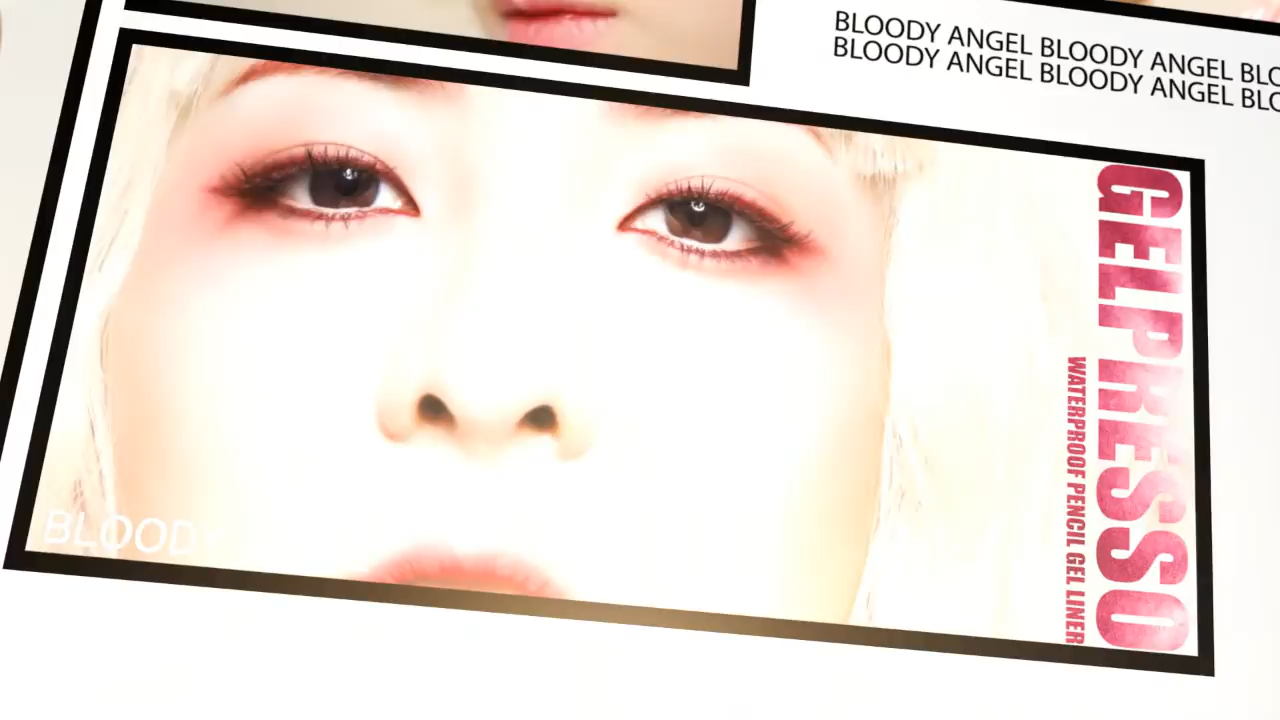 BLOODY ANGEL BLOODY ANGEL
BLOODY ANGEL BLOODY ANGEL
GELPRESSO
WATERPROOF PENCIL GEL LINER
BLOODY